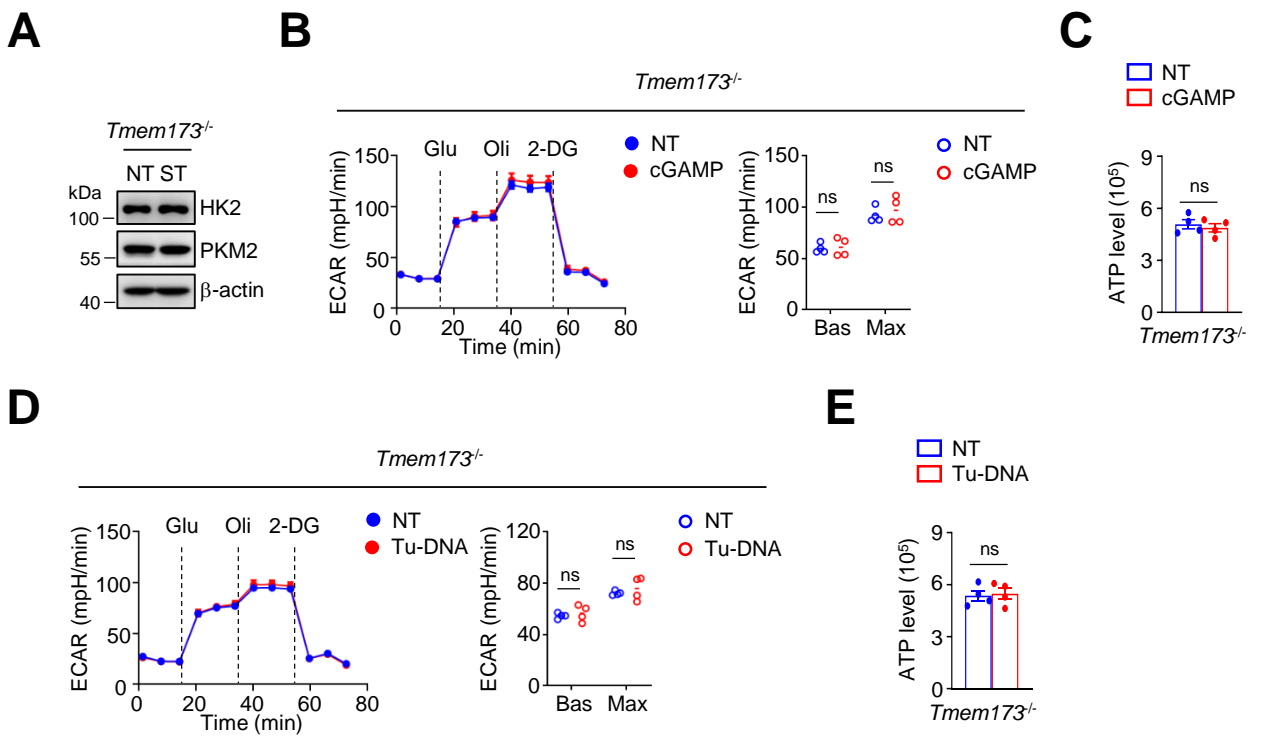 A
Tmem173-/-
NT ST
kDa
100
HK2
55
PKM2
40
β-actin
B
Tmem173-/-
Glu Oli 2-DG
NT
cGAMP
ECAR (mpH/min)
150
100
50
0
0 20 40 60 80
Time (min)
NT
cGAMP
ECAR (mpH/min)
150
100
50
0
ns
ns
Bas Max
C
NT
cGAMP
ATP level (105)
9
6
3
0
ns
Tmem173-/-
D
Tmem173-/-
Glu Oli 2-DG
NT
Tu-DNA
ECAR (mpH/min)
150
100
50
0
0 20 40 60 80
Time (min)
NT
Tu-DNA
ECAR (mpH/min)
120
80
40
0
ns
ns
Bas Max
E
NT
Tu-DNA
ATP level (105)
9
6
3
0
ns
Tmem173-/-